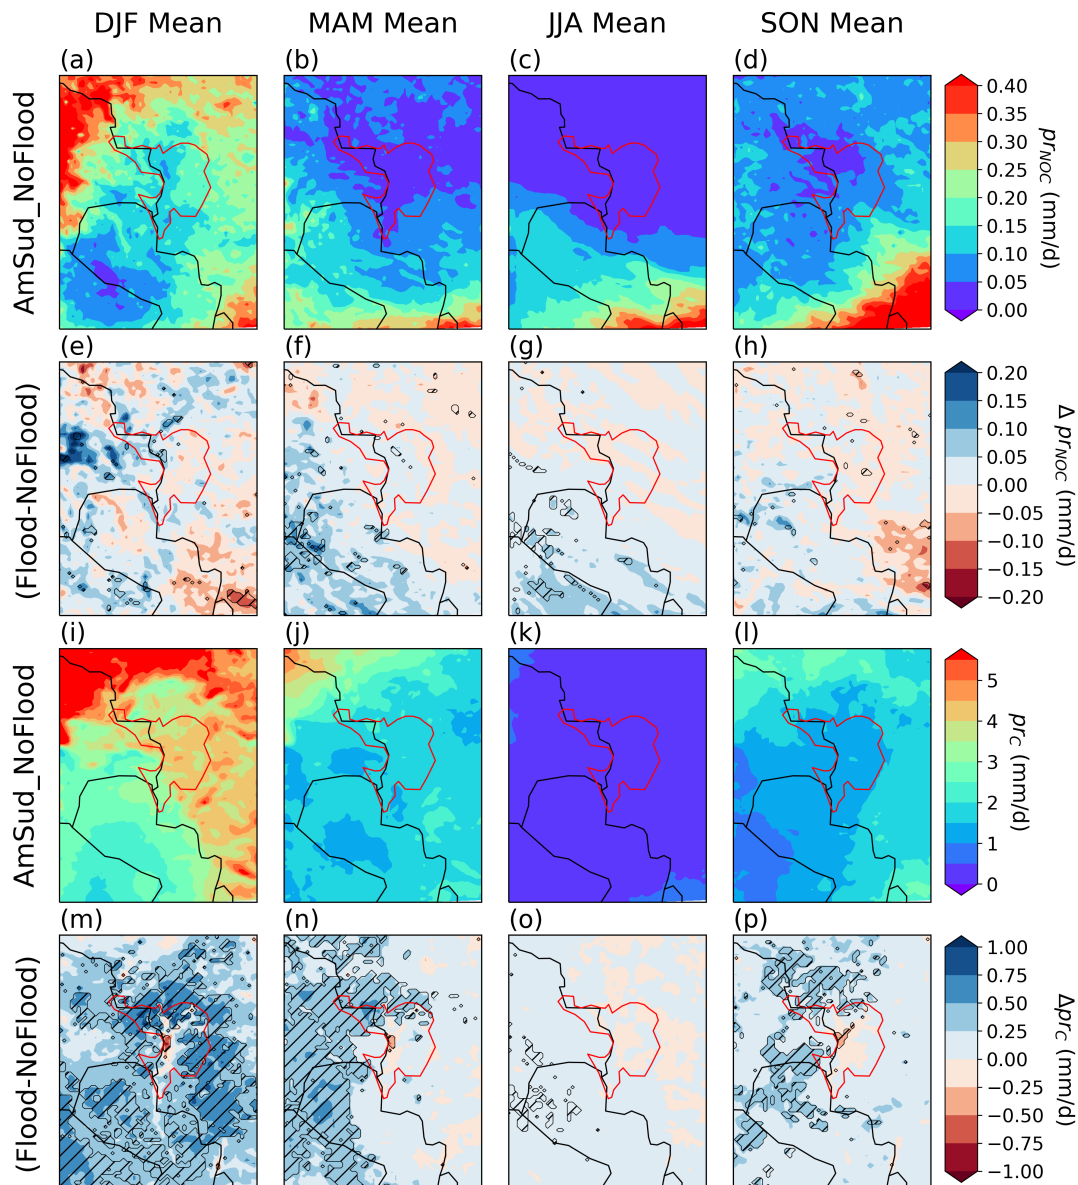 DJF Mean MAM Mean JJA Mean SON Mean
(a) (b) (c) (d)
AmSud_NoFlood
0.40
0.35
0.30
0.25
0.20
0.15
0.10
0.05
0.00
pr_NOC (mm/d)
(e) (f) (g) (h)
(Flood-NoFlood)
0.20
0.15
0.10
0.05
0.00
−0.05
−0.10
−0.15
−0.20
Δ pr_NOC (mm/d)
(i) (j) (k) (l)
AmSud_NoFlood
5
4
3
2
1
0
pr_C (mm/d)
(m) (n) (o) (p)
(Flood-NoFlood)
1.00
0.75
0.50
0.25
0.00
−0.25
−0.50
−0.75
−1.00
Δpr_C (mm/d)